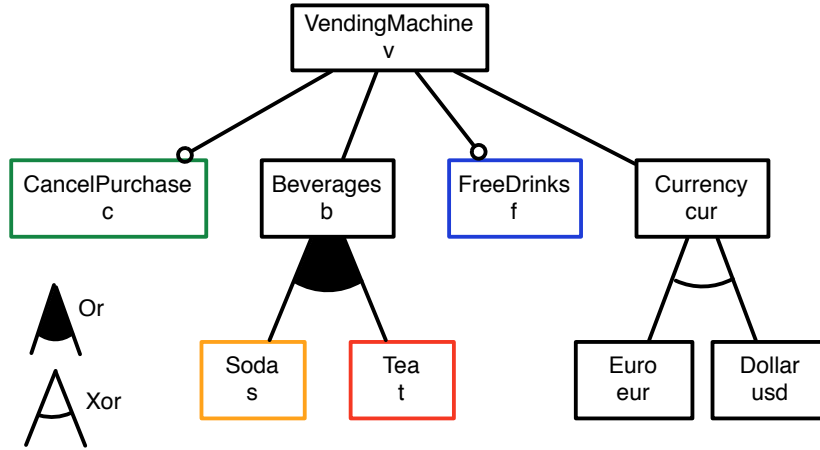 VendingMachine
v
CancelPurchase
c
Beverages
b
FreeDrinks
f
Currency
cur
Or
Xor
Soda
s
Tea
t
Euro
eur
Dollar
usd